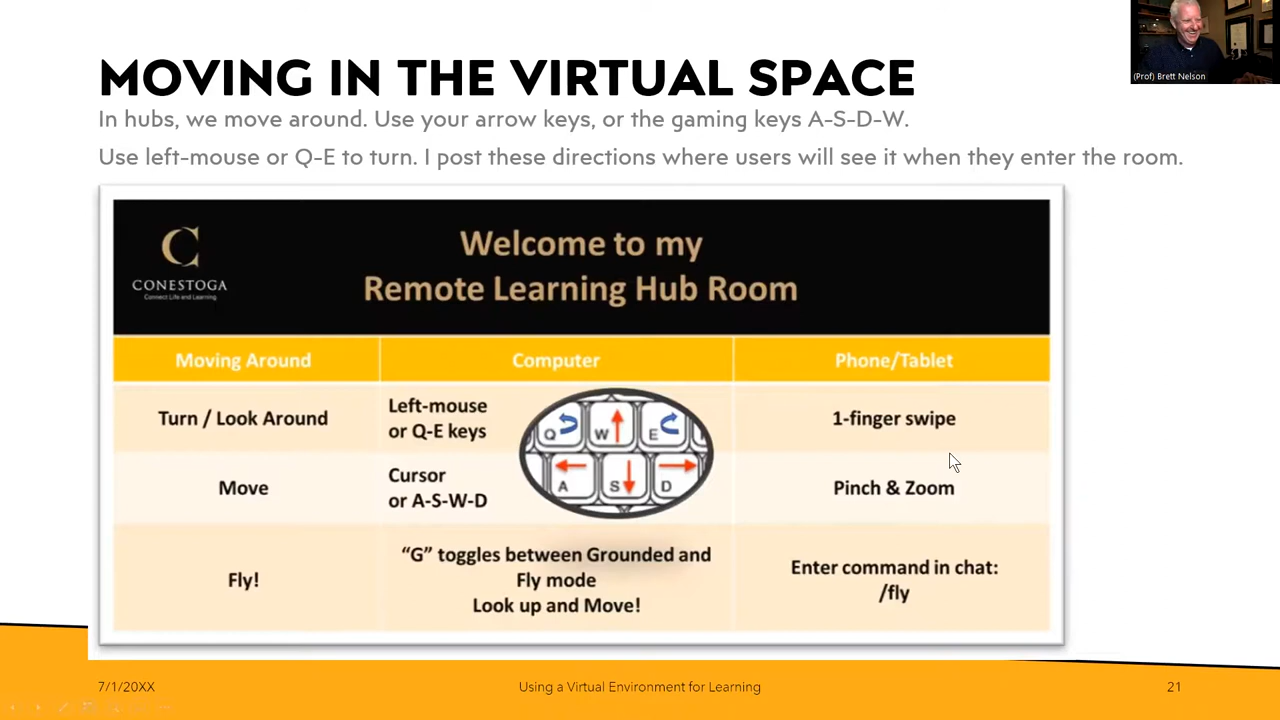 (Prof) Brett Nelson
MOVING IN THE VIRTUAL SPACE
In hubs, we move around. Use your arrow keys, or the gaming keys A-S-D-W.
Use left-mouse or Q-E to turn. I post these directions where users will see it when they enter the room.
CONESTOGA
Connect Life and Learning
Welcome to my
Remote Learning Hub Room
Moving Around
Computer
Phone/Tablet
Turn / Look Around
Left-mouse
or Q-E keys
Q W E
A S D
1-finger swipe
Move
Cursor
or A-S-W-D
Pinch & Zoom
Fly!
“G” toggles between Grounded and
Fly mode
Look up and Move!
Enter command in chat:
/fly
7/1/20XX
Using a Virtual Environment for Learning
21